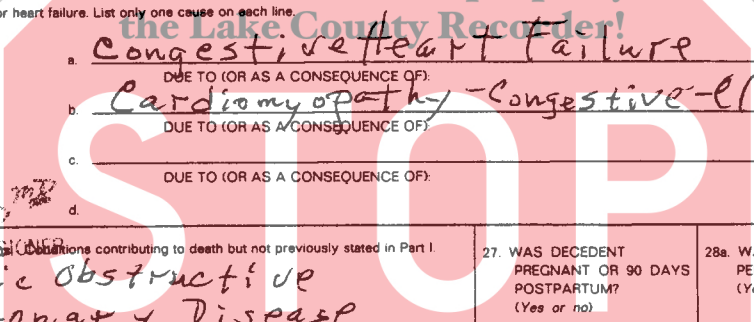 or heart failure. List only one cause on each line.
the Lake County Recorder!
a. Congestive Heart Failure
DUE TO (OR AS A CONSEQUENCE OF):
b. Cardiomyopathy - Congestive -
DUE TO (OR AS A CONSEQUENCE OF):
c.
DUE TO (OR AS A CONSEQUENCE OF):
d.
STOP
Conditions contributing to death but not previously stated in Part I.
Obstructive
Disease
27. WAS DECEDENT
PREGNANT OR 90 DAYS
POSTPARTUM?
(Yes or no)
28a.